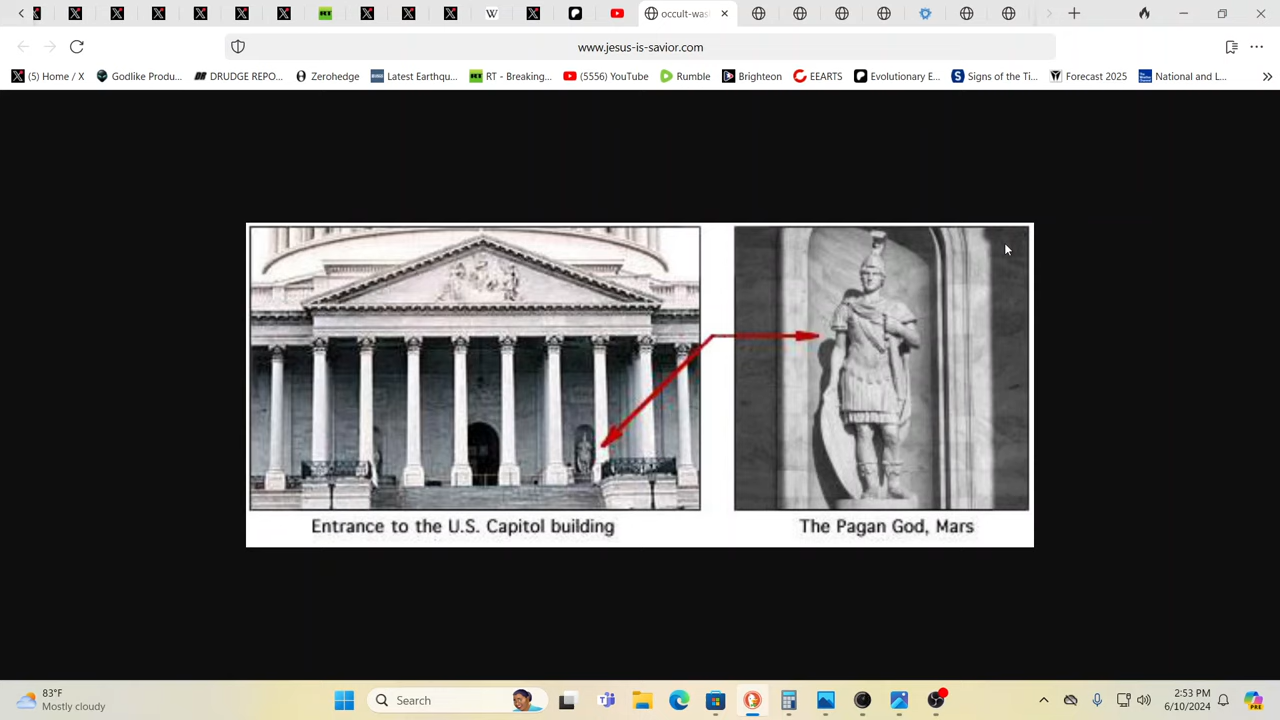 occult-was
www.jesus-is-savior.com
(5) Home / X
Godlike Produ...
DRUDGE REPO...
Zerohedge
Latest Earthqu...
RT - Breaking...
(5556) YouTube
Rumble
Brighteon
EEARTS
Evolutionary E...
Signs of the Ti...
Forecast 2025
National and L...
Entrance to the U.S. Capitol building
The Pagan God, Mars
83°F
Mostly cloudy
Search
2:53 PM
6/10/2024